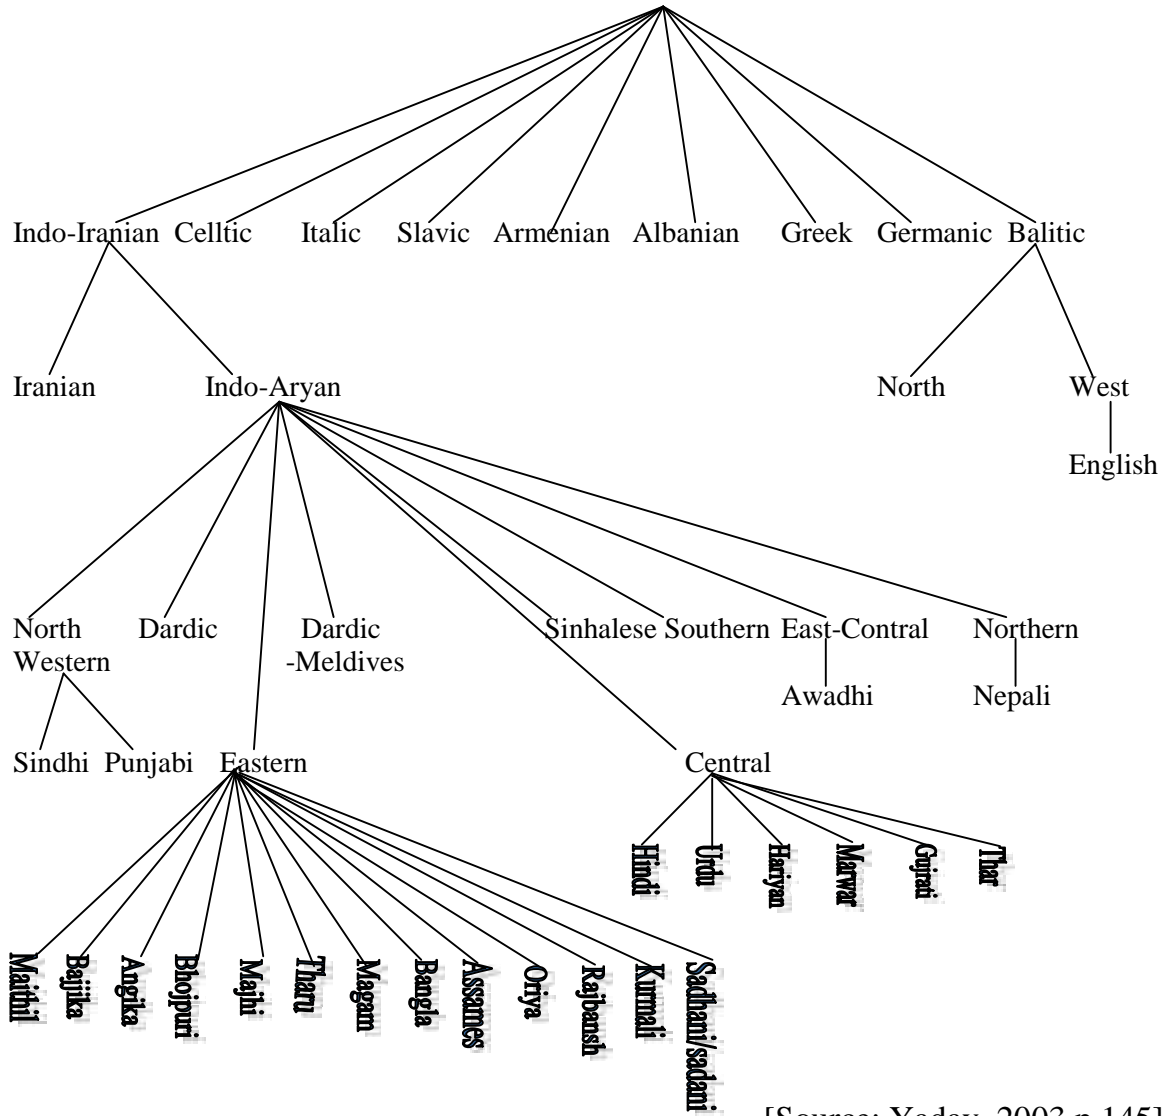 Indo-Iranian Celltic Italic Slavic Armenian Albanian Greek Germanic Balitic
Iranian Indo-Aryan North West
English
North Western
Dardic
Dardic -Meldives
Sinhalese Southern East-Contral Northern
Awadhi Nepali
Sindhi Punjabi Eastern Central
Hindi
Urdu
Hariyan
Marwar
Gujrati
Thar
Maithil
Bajjika
Angika
Bhojpuri
Majhi
Tharu
Magam
Bangla
Assames
Oriya
Rajbansh
Kurmali
Sadhani/sadani
[Source: Yadav, 2003 p.145]